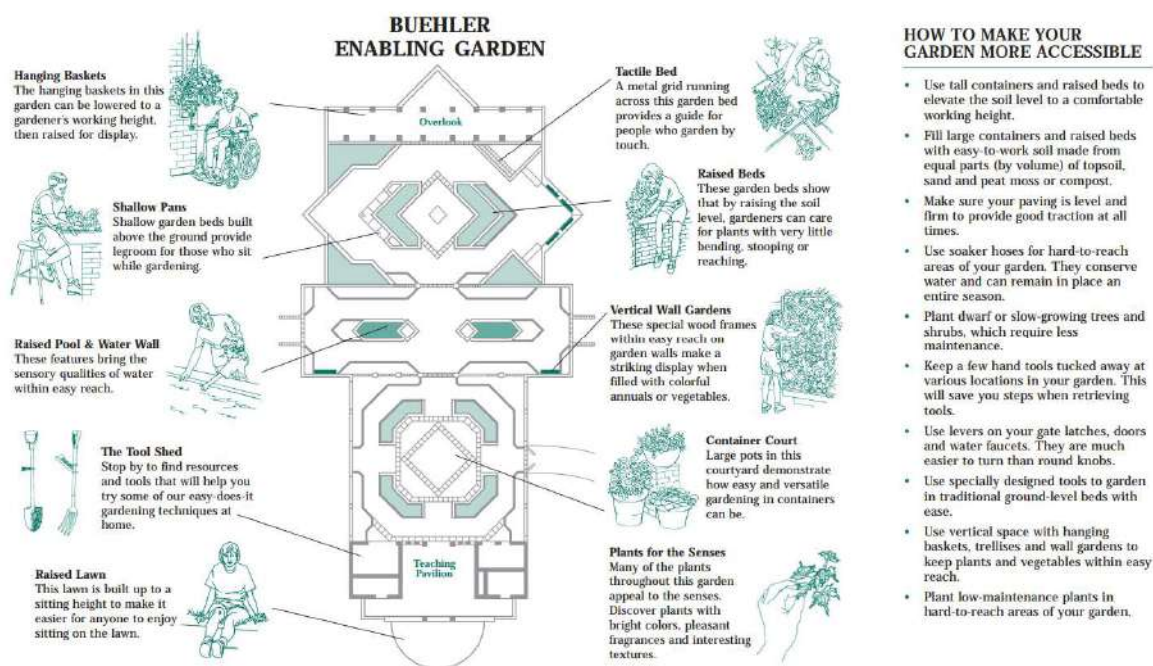 BUEHLER
ENABLING GARDEN
Hanging Baskets
The hanging baskets in this
garden can be lowered to a
gardener's working height,
then raised for display.
Shallow Pans
Shallow garden beds built
above the ground provide
legroom for those who sit
while gardening.
Raised Pool & Water Wall
These features bring the
sensory qualities of water
within easy reach.
The Tool Shed
Stop by to find resources
and tools that will help you
try some of our easy-does-it
gardening techniques at
home.
Raised Lawn
This lawn is built up to a
sitting height to make it
easier for anyone to enjoy
sitting on the lawn.
Overlook
Teaching
Pavilion
Tactile Bed
A metal grid running
across this garden bed
provides a guide for
people who garden by
touch.
Raised Beds
These garden beds show
that by raising the soil
level, gardeners can care
for plants with very little
bending, stooping or
reaching.
Vertical Wall Gardens
These special wood frames
within easy reach on
garden walls make a
striking display when
filled with colorful
annuals or vegetables.
Container Court
Large pots in this
courtyard demonstrate
how easy and versatile
gardening in containers
can be.
Plants for the Senses
Many of the plants
throughout this garden
appeal to the senses.
Discover plants with
bright colors, pleasant
fragrances and interesting
textures.
HOW TO MAKE YOUR
GARDEN MORE ACCESSIBLE
• Use tall containers and raised beds to
elevate the soil level to a comfortable
working height.
• Fill large containers and raised beds
with easy-to-work soil made from
equal parts (by volume) of topsoil,
sand and peat moss or compost.
• Make sure your paving is level and
firm to provide good traction at all
times.
• Use soaker hoses for hard-to-reach
areas of your garden. They conserve
water and can remain in place an
entire season.
• Plant dwarf or slow-growing trees and
shrubs, which require less
maintenance.
• Keep a few hand tools tucked away at
various locations in your garden. This
will save you steps when retrieving
tools.
• Use levers on your gate latches, doors
and water faucets. They are much
easier to turn than round knobs.
• Use specially designed tools to garden
in traditional ground-level beds with
ease.
• Use vertical space with hanging
baskets, trellises and wall gardens to
keep plants and vegetables within easy
reach.
• Plant low-maintenance plants in
hard-to-reach areas of your garden.